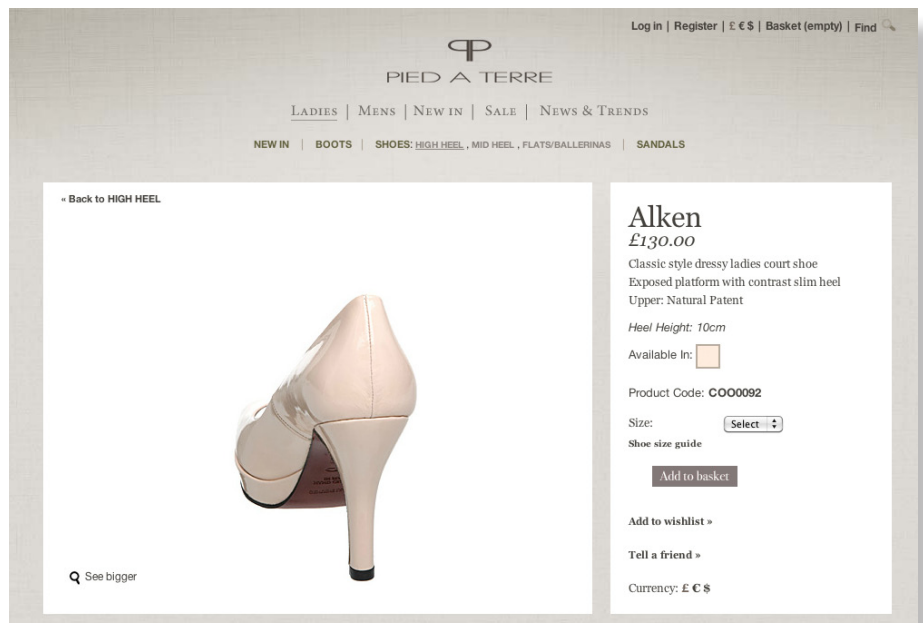 Log in | Register | £ € $ | Basket (empty) | Find
PIED A TERRE
LADIES | MENS | NEW IN | SALE | NEWS & TRENDS
NEW IN | BOOTS | SHOES: HIGH HEEL , MID HEEL , FLATS/BALLERINAS | SANDALS
« Back to HIGH HEEL
See bigger
Alken
£130.00
Classic style dressy ladies court shoe
Exposed platform with contrast slim heel
Upper: Natural Patent
Heel Height: 10cm
Available In:
Product Code: COO0092
Size: Select
Shoe size guide
Add to basket
Add to wishlist »
Tell a friend »
Currency: £ € $